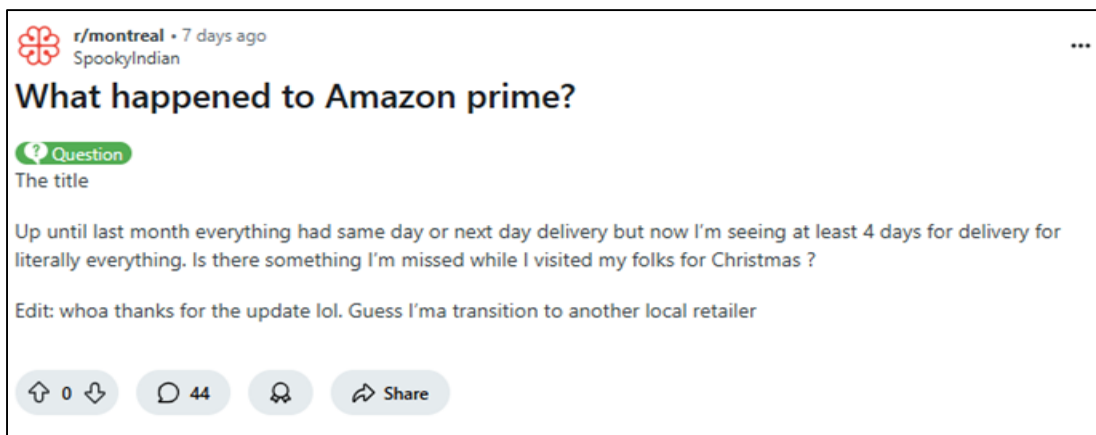 r/montreal • 7 days ago
SpookyIndian
What happened to Amazon prime?
Question
The title
Up until last month everything had same day or next day delivery but now I'm seeing at least 4 days for delivery for
literally everything. Is there something I'm missed while I visited my folks for Christmas ?
Edit: whoa thanks for the update lol. Guess I'ma transition to another local retailer
0
44
Share